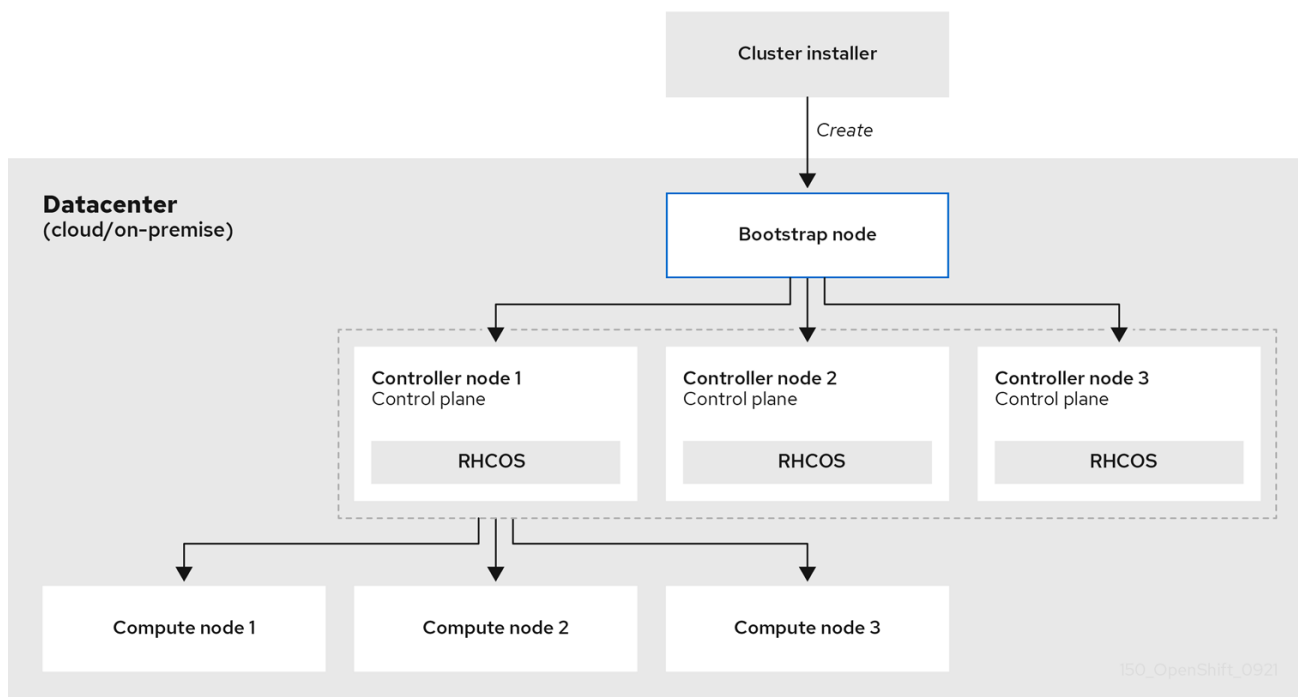 Cluster installer
Create
Datacenter
(cloud/on-premise)
Bootstrap node
Controller node 1
Control plane
RHCOS
Controller node 2
Control plane
RHCOS
Controller node 3
Control plane
RHCOS
Compute node 1
Compute node 2
Compute node 3
150_OpenShift_0921